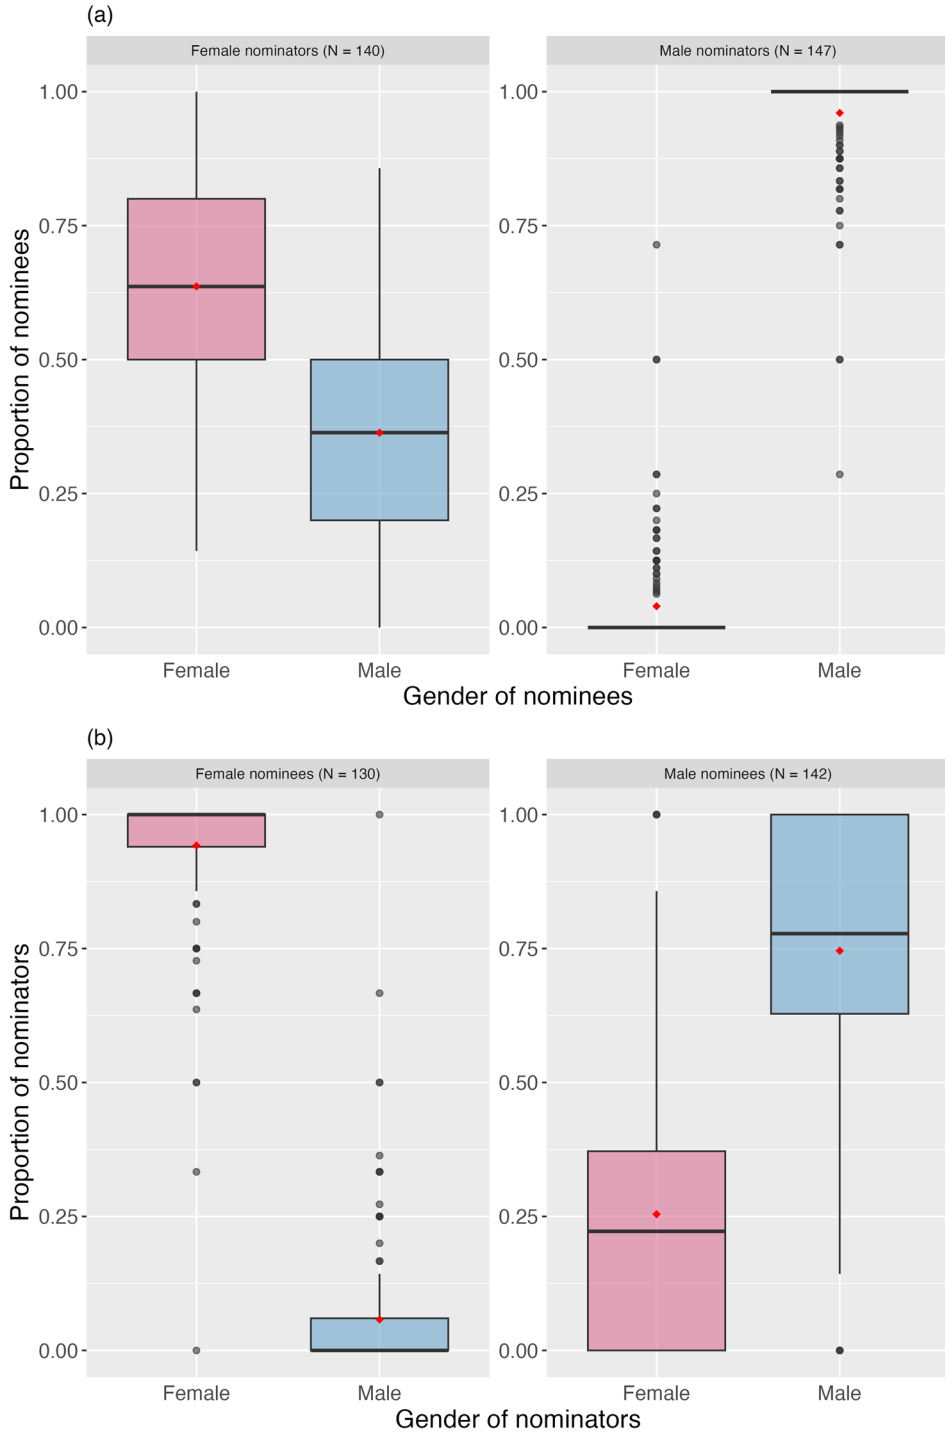 (a)
Female nominators (N = 140)
Male nominators (N = 147)
Proportion of nominees
1.00
0.75
0.50
0.25
0.00
1.00
0.75
0.50
0.25
0.00
Female
Male
Female
Male
Gender of nominees
(b)
Female nominees (N = 130)
Male nominees (N = 142)
Proportion of nominators
1.00
0.75
0.50
0.25
0.00
1.00
0.75
0.50
0.25
0.00
Female
Male
Female
Male
Gender of nominators